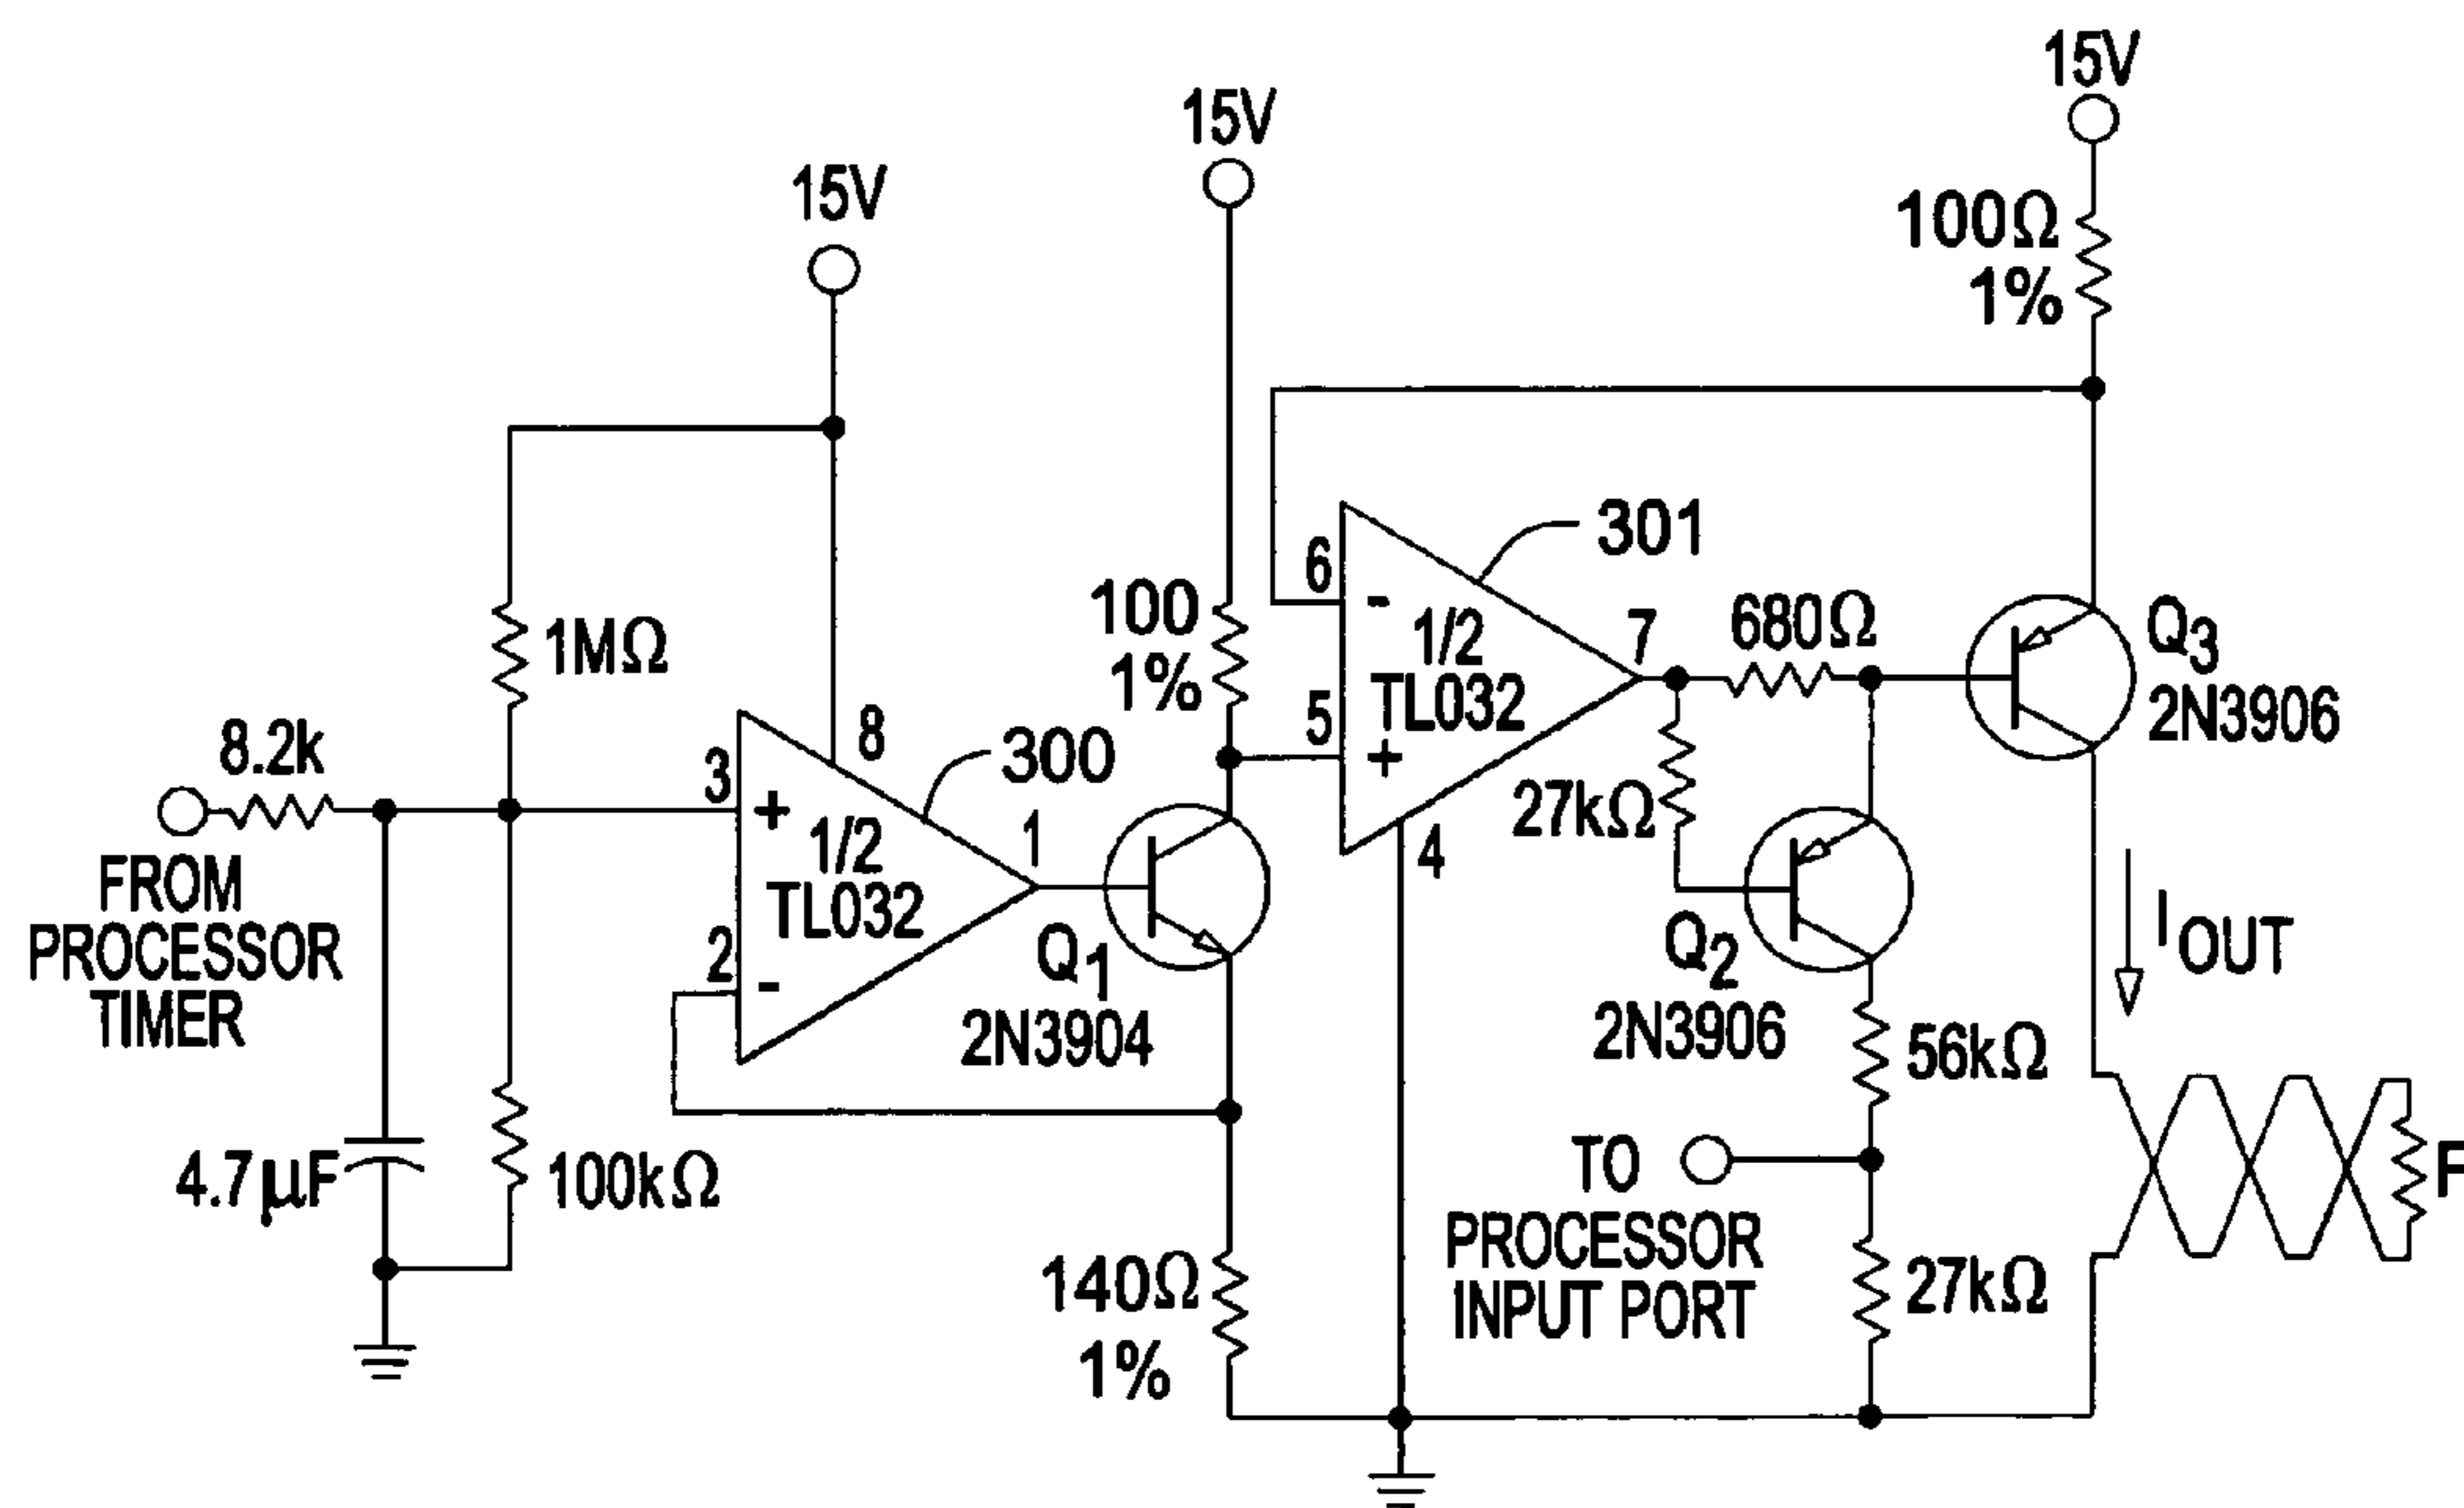 15V
15V
15V
100Ω
1%
301
100
1%
6
-
1/2
TL032
7
680Ω
Q3
2N3906
5
+
1MΩ
8
300
8.2k
3
+
1/2
TL032
1
27kΩ
4
FROM
PROCESSOR
TIMER
2
-
Q1
2N3904
Q2
2N3906
IOUT
56kΩ
4.7µF
100kΩ
TO
PROCESSOR
INPUT PORT
140Ω
1%
27kΩ